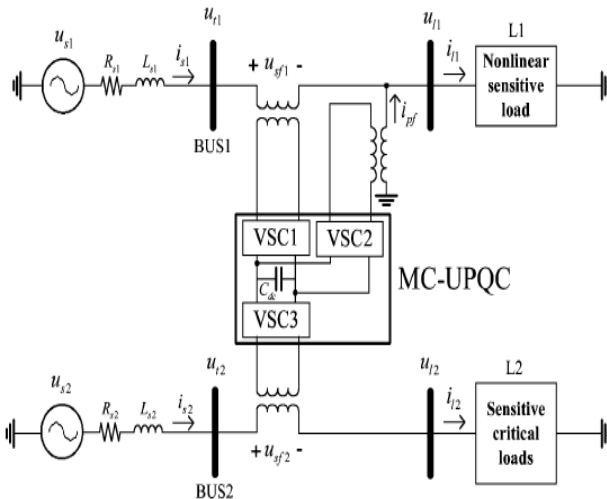 u_s1
R_s1
L_s1
i_s1
u_t1
+ u_sf1 -
u_l1
i_l1
L1
Nonlinear
sensitive
load
BUS1
i_pf
VSC1
VSC2
C_dc
VSC3
MC-UPQC
u_s2
R_s2
L_s2
i_s2
u_t2
+ u_sf2 -
u_l2
i_l2
L2
Sensitive
critical
loads
BUS2